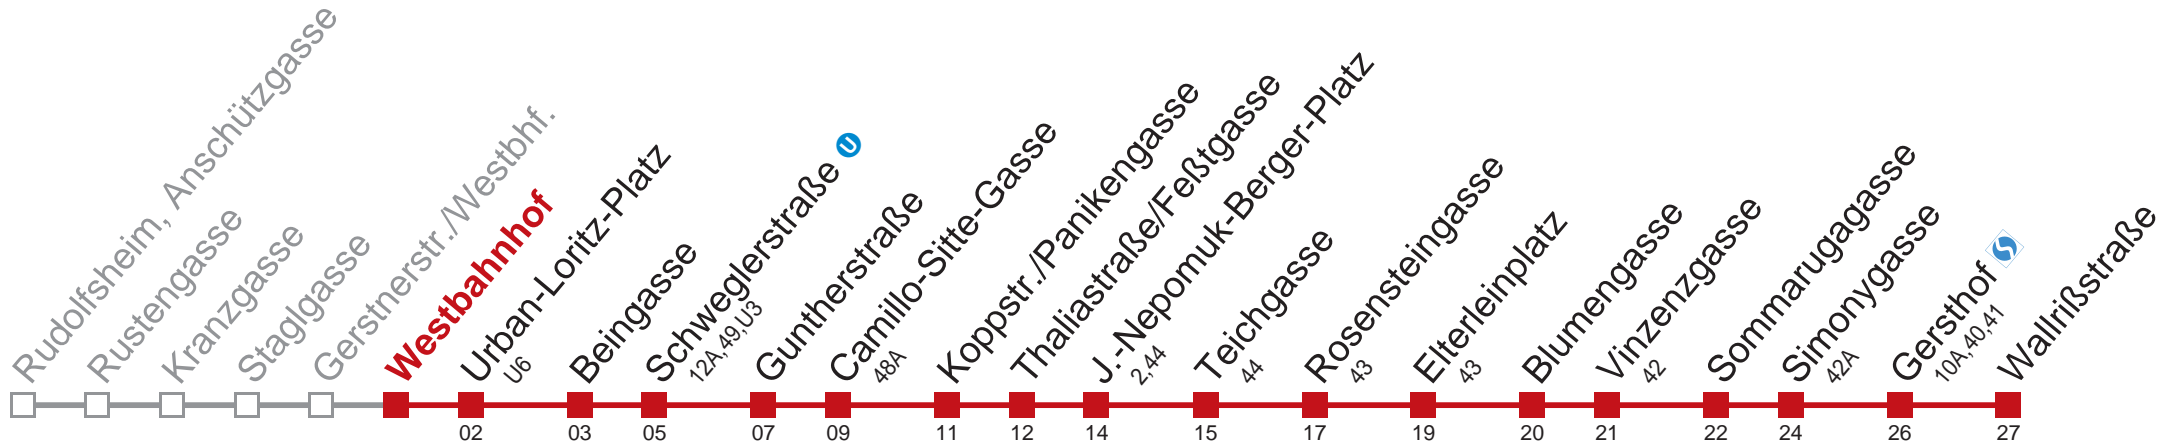 Rudolfsheim, Anschützgasse
Rustengasse
Kranzgasse
Staglgasse
Gerstnerstr./Westbhf.
Westbahnhof
Urban-Loritz-Platz
U6
02
Beingasse
03
Schweglerstraße U
12A,49,U3
05
Guntherstraße
07
Camillo-Sitte-Gasse
48A
09
Koppstr./Panikengasse
11
Thaliastraße/Feßtgasse
12
J.-Nepomuk-Berger-Platz
2,44
14
Teichgasse
44
15
Rosensteingasse
43
17
Elterleinplatz
43
19
Blumengasse
20
Vinzenzgasse
42
21
Sommarugagasse
22
Simonygasse
42A
24
Gersthof S
10A,40,41
26
Wallrißstraße
27